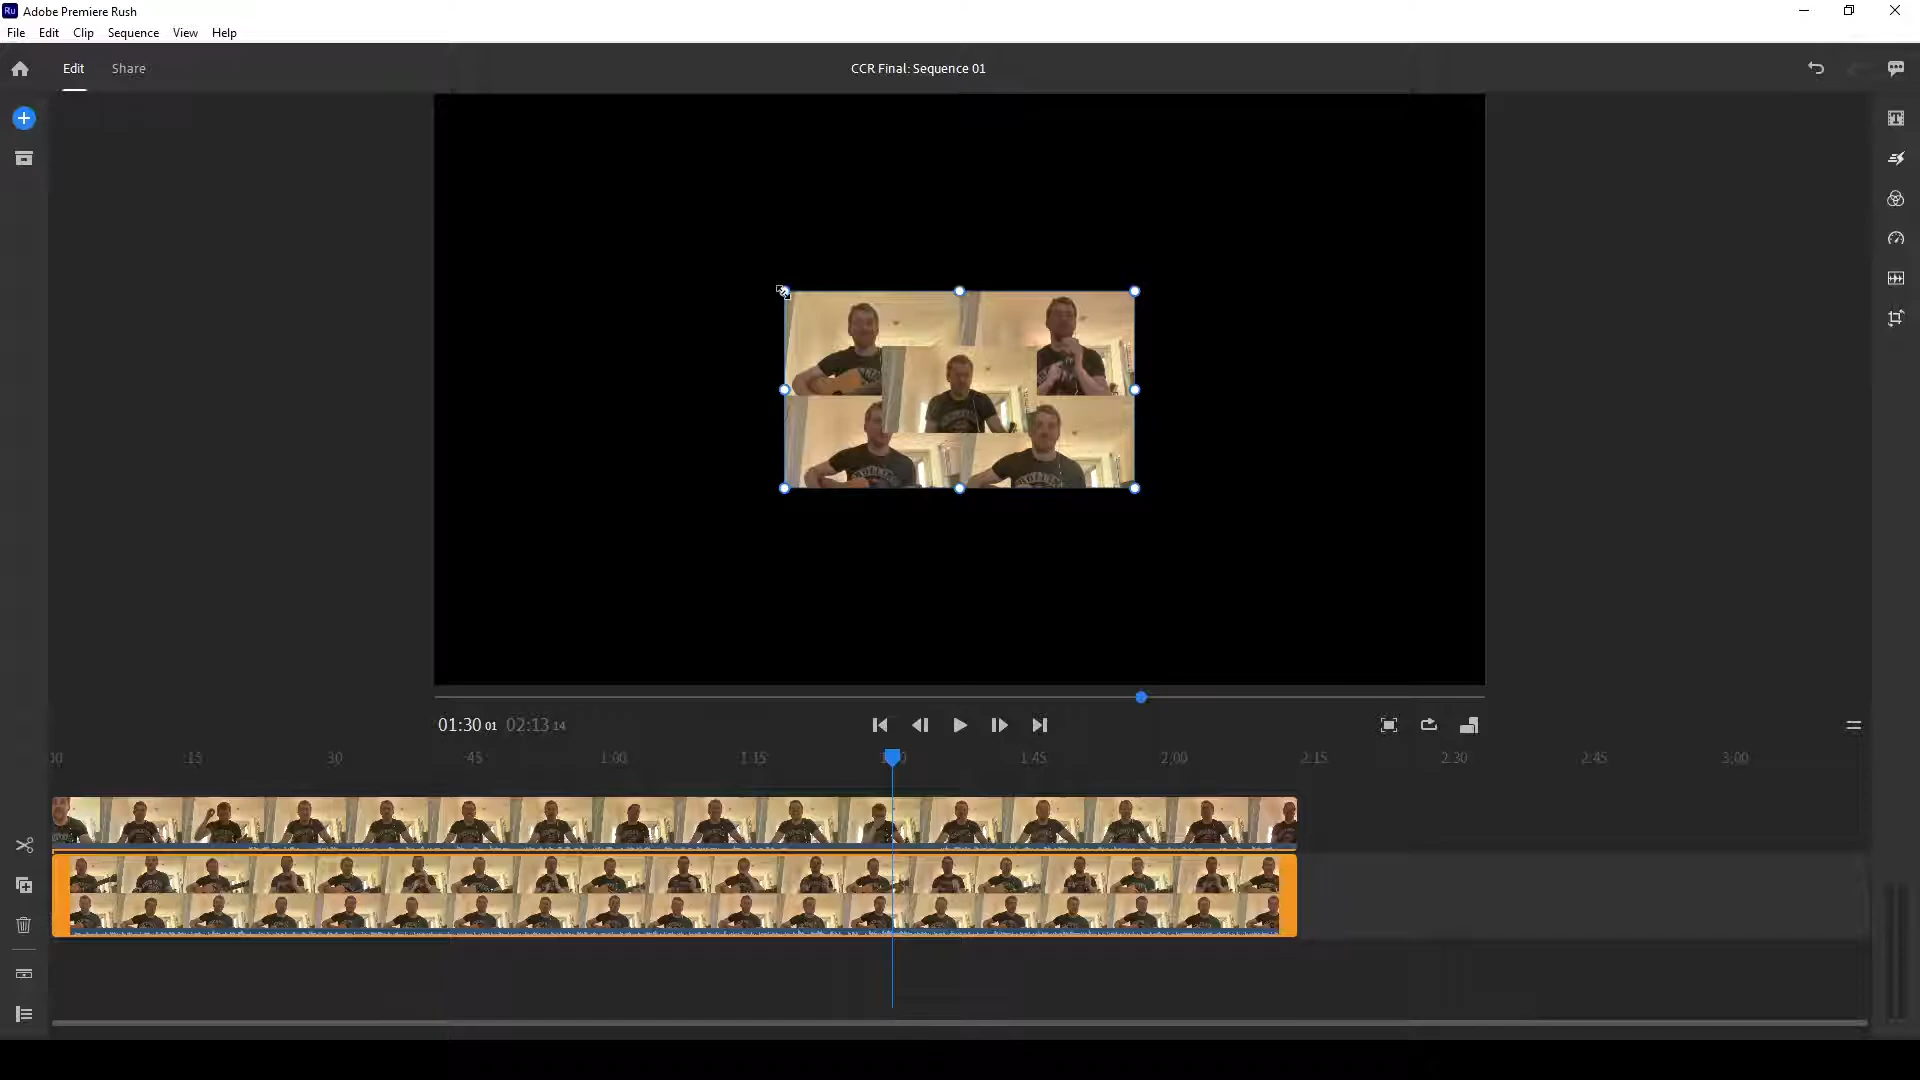 Ru Adobe Premiere Rush
File Edit Clip Sequence View Help
Edit Share CCR Final: Sequence 01
01:30 01 02:13 14
:15 :30 :45 1:00 1:15 1:45 2:00 2:15 2:30 2:45 3:00